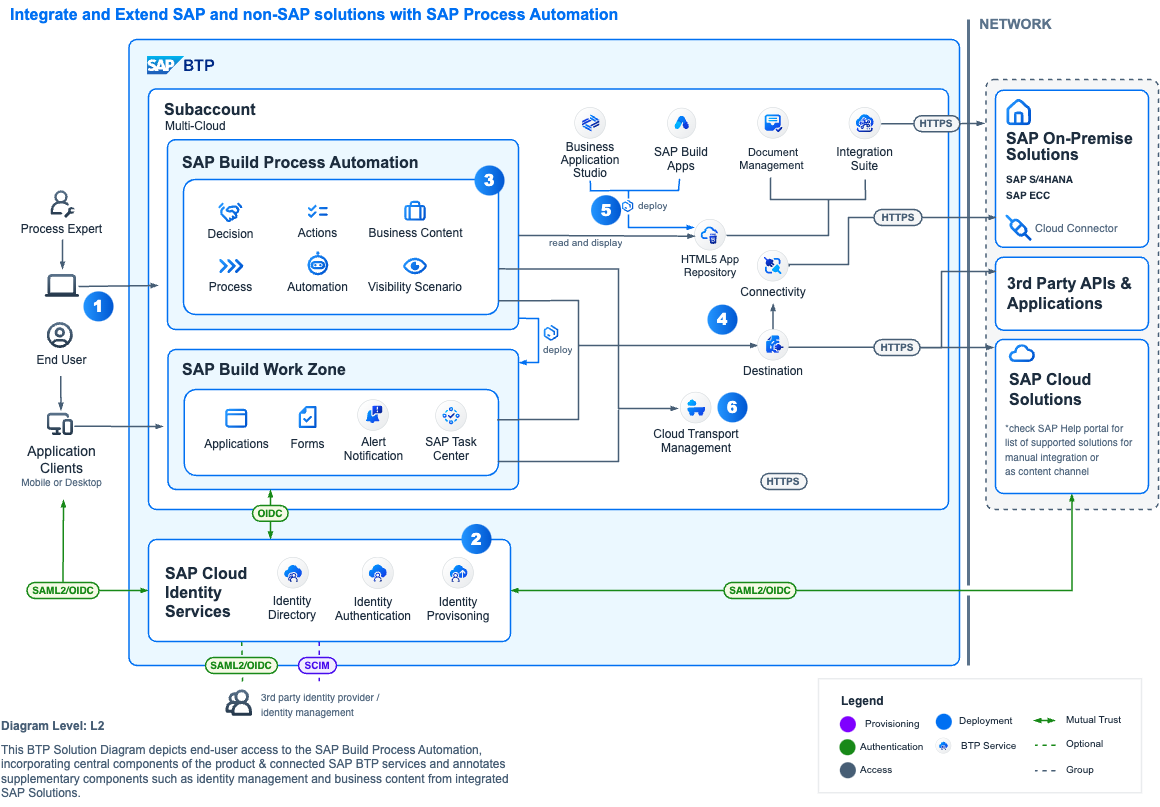 Integrate and Extend SAP and non-SAP solutions with SAP Process Automation
NETWORK
SAP BTP
Subaccount
Multi-Cloud
SAP Build Process Automation
3
Decision
Actions
Business Content
Process
Automation
Visibility Scenario
Business
Application
Studio
SAP Build
Apps
Document
Management
Integration
Suite
HTTPS
5
deploy
read and display
HTML5 App
Repository
HTTPS
Connectivity
4
Destination
HTTPS
deploy
Process Expert
1
End User
Application
Clients
Mobile or Desktop
SAP Build Work Zone
Applications
Forms
Alert
Notification
SAP Task
Center
6
Cloud Transport
Management
HTTPS
SAP On-Premise
Solutions
SAP S/4HANA
SAP ECC
Cloud Connector
3rd Party APIs &
Applications
SAP Cloud
Solutions
*check SAP Help portal for
list of supported solutions for
manual integration or
as content channel
OIDC
2
SAP Cloud
Identity
Services
Identity
Directory
Identity
Authentication
Identity
Provisoning
SAML2/OIDC
SAML2/OIDC
SAML2/OIDC
SCIM
3rd party identity provider /
identity management
Diagram Level: L2
This BTP Solution Diagram depicts end-user access to the SAP Build Process Automation,
incorporating central components of the product & connected SAP BTP services and annotates
supplementary components such as identity management and business content from integrated
SAP Solutions.
Legend
Provisioning
Deployment
Mutual Trust
Authentication
BTP Service
Optional
Access
Group